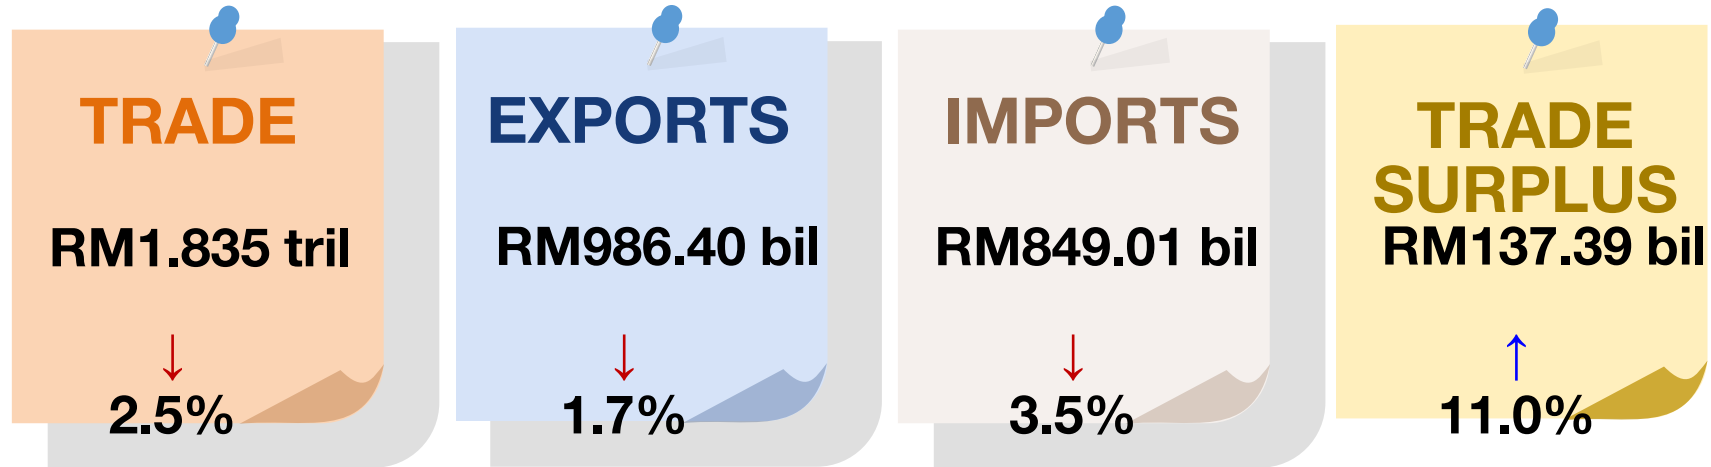 TRADE
RM1.835 tril
↓
2.5%
EXPORTS
RM986.40 bil
↓
1.7%
IMPORTS
RM849.01 bil
↓
3.5%
TRADE
SURPLUS
RM137.39 bil
↑
11.0%